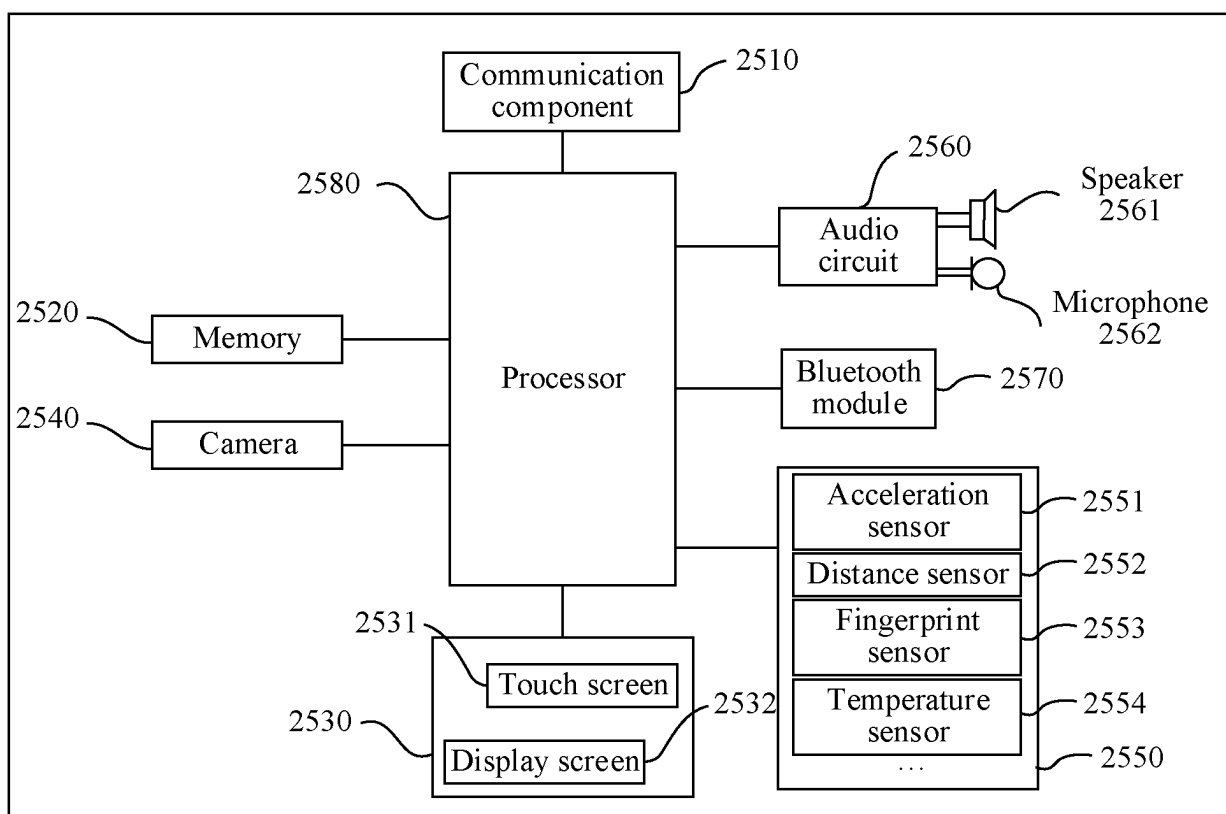 Communication
component
2510
2580
2560
Speaker
2561
Audio
circuit
Microphone
2562
2520
Memory
Processor
Bluetooth
module
2570
2540
Camera
Acceleration
sensor
2551
Distance sensor
2552
Fingerprint
sensor
2553
Temperature
sensor
2554
...
2550
2531
Touch screen
2532
2530
Display screen